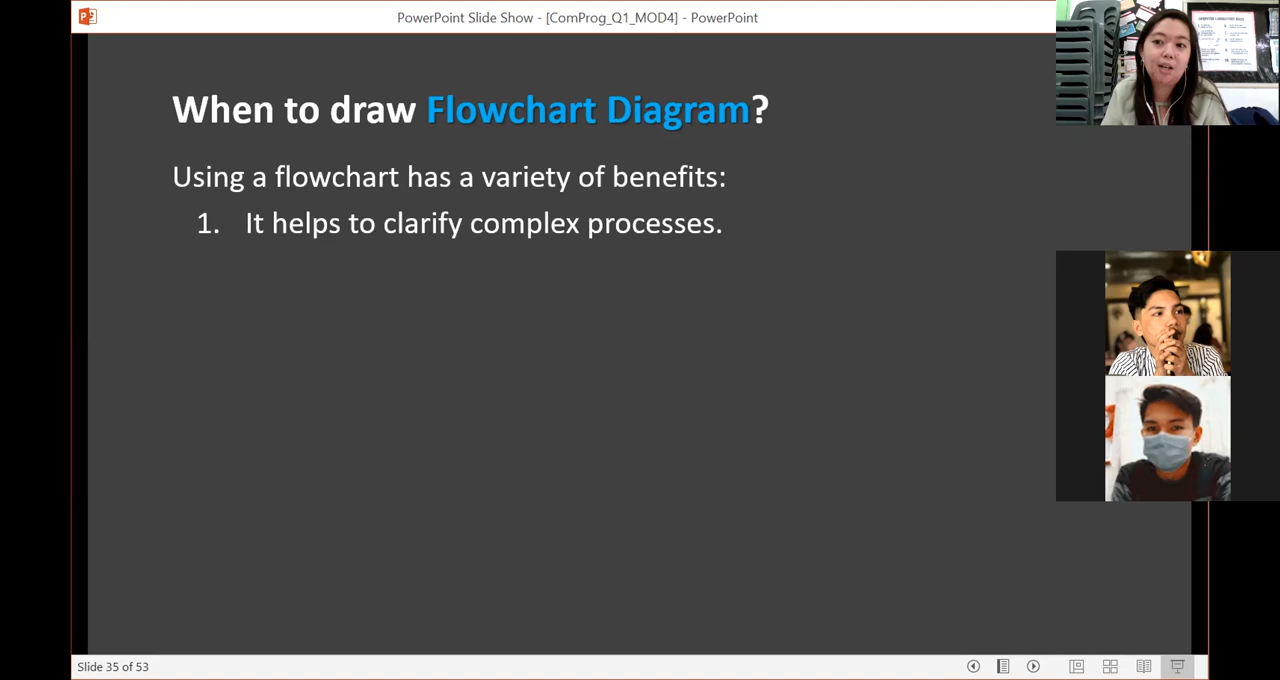 PowerPoint Slide Show - [ComProg_Q1_MOD4] - PowerPoint
When to draw Flowchart Diagram?
Using a flowchart has a variety of benefits:
1. It helps to clarify complex processes.
Slide 35 of 53